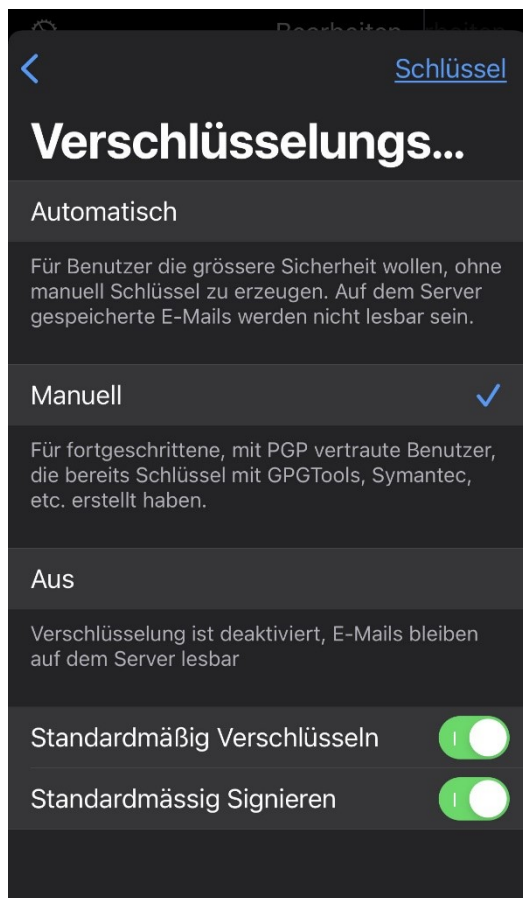 Bearbeiten
Schlüssel
Verschlüsselungs...
Automatisch
Für Benutzer die grössere Sicherheit wollen, ohne
manuell Schlüssel zu erzeugen. Auf dem Server
gespeicherte E-Mails werden nicht lesbar sein.
Manuell
Für fortgeschrittene, mit PGP vertraute Benutzer,
die bereits Schlüssel mit GPGTools, Symantec,
etc. erstellt haben.
Aus
Verschlüsselung ist deaktiviert, E-Mails bleiben
auf dem Server lesbar
Standardmäßig Verschlüsseln
Standardmässig Signieren